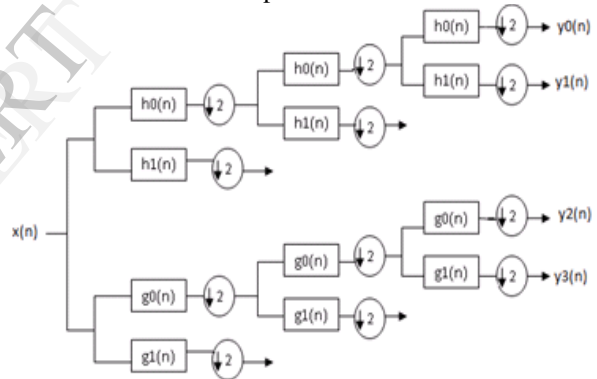 h0(n) 2 y0(n)
h0(n) 2
h1(n) 2 y1(n)
h0(n) 2
h1(n) 2
h1(n) 2
x(n)
g0(n) 2 y2(n)
g0(n) 2
g1(n) 2 y3(n)
g0(n) 2
g1(n) 2
g1(n) 2